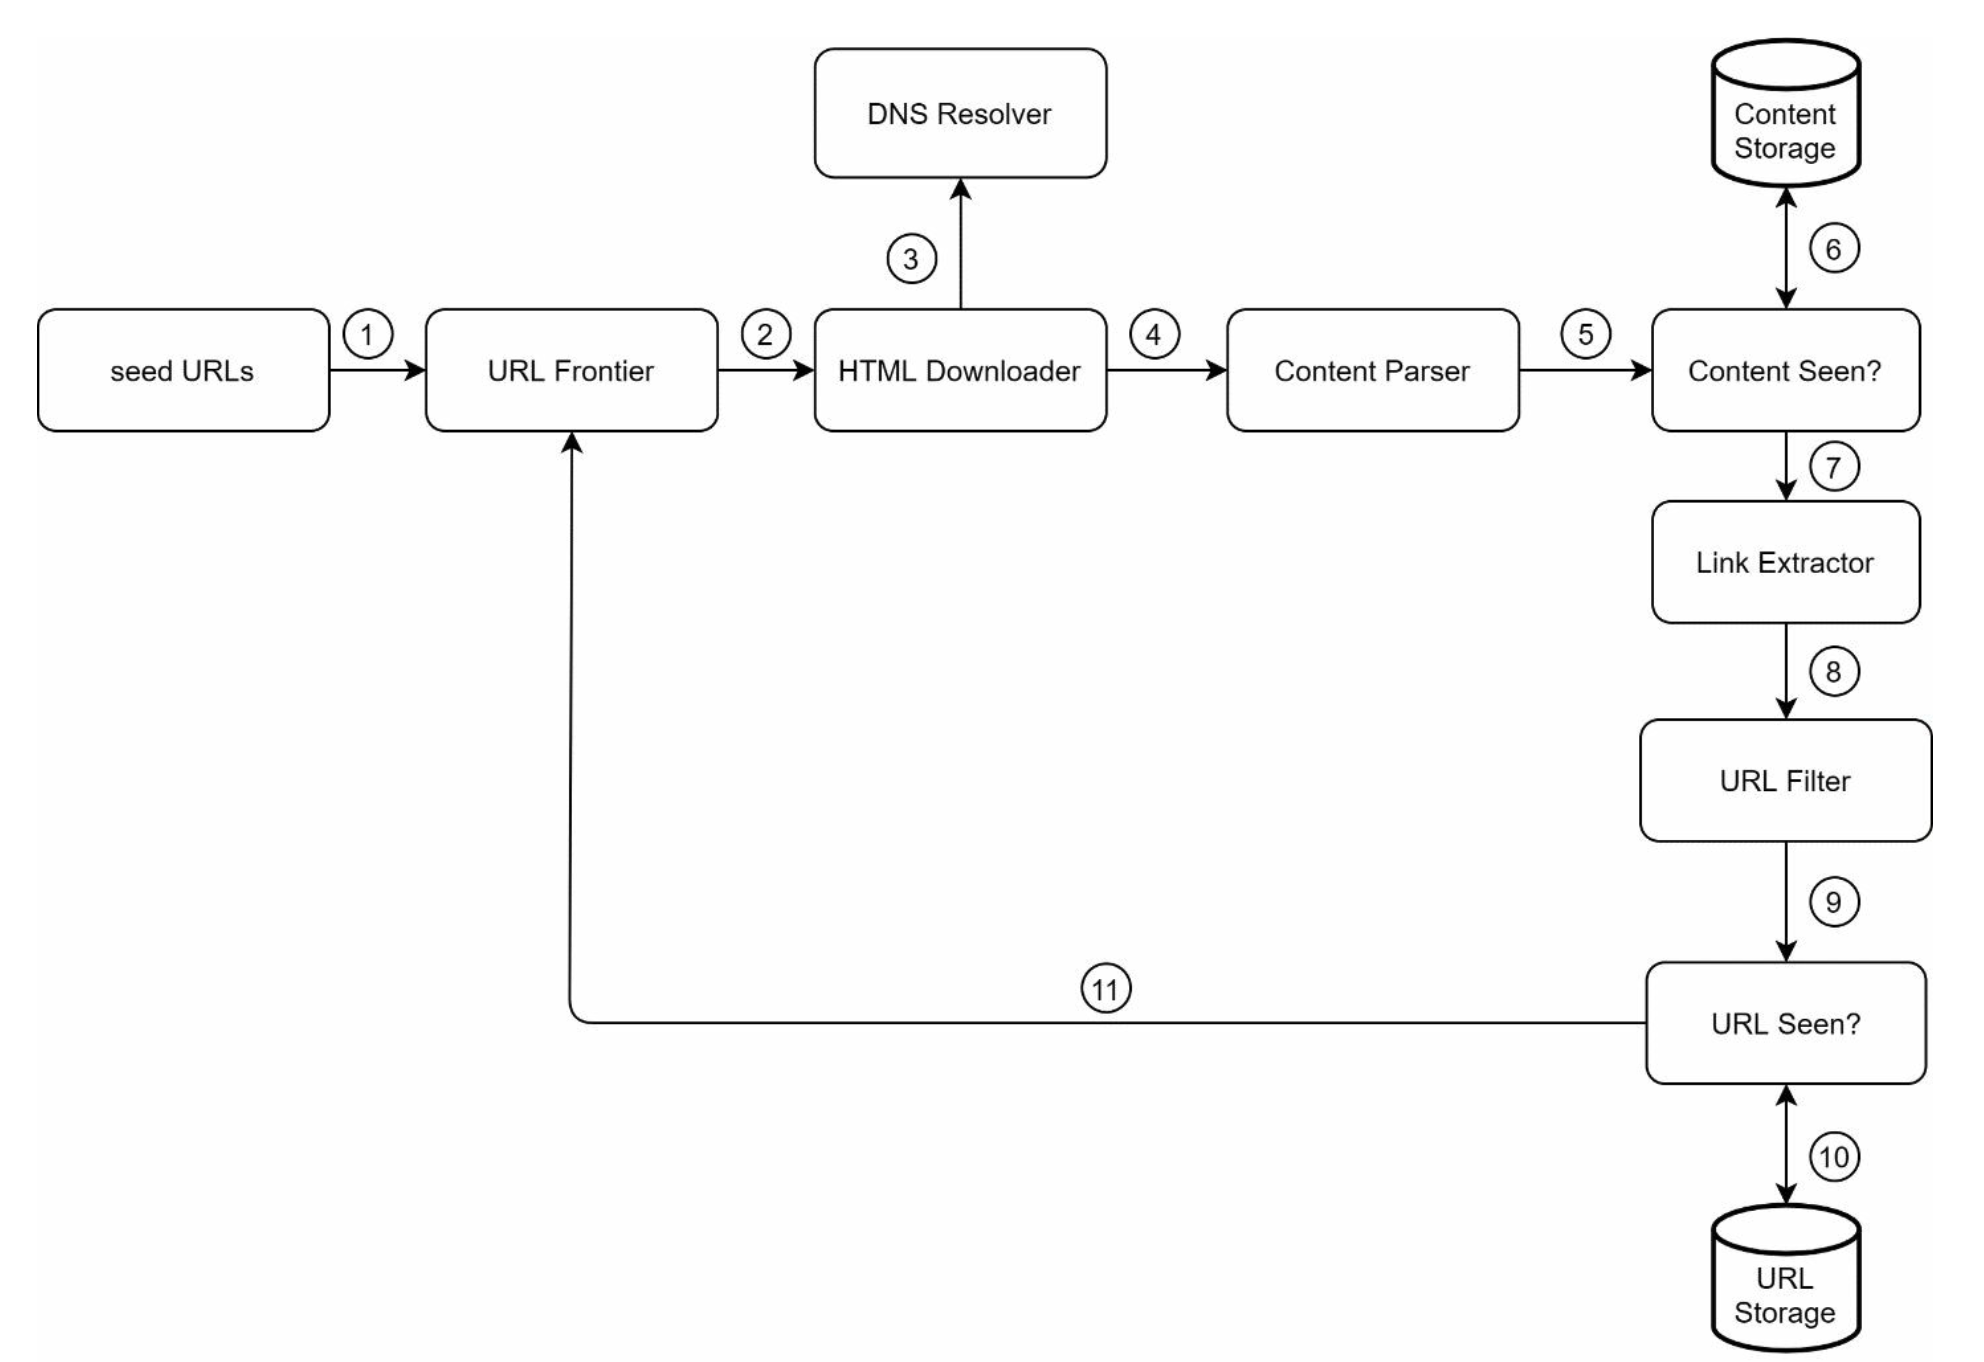 DNS Resolver
Content
Storage
3
6
1
2
4
5
seed URLs
URL Frontier
HTML Downloader
Content Parser
Content Seen?
7
Link Extractor
8
URL Filter
9
11
URL Seen?
10
URL
Storage